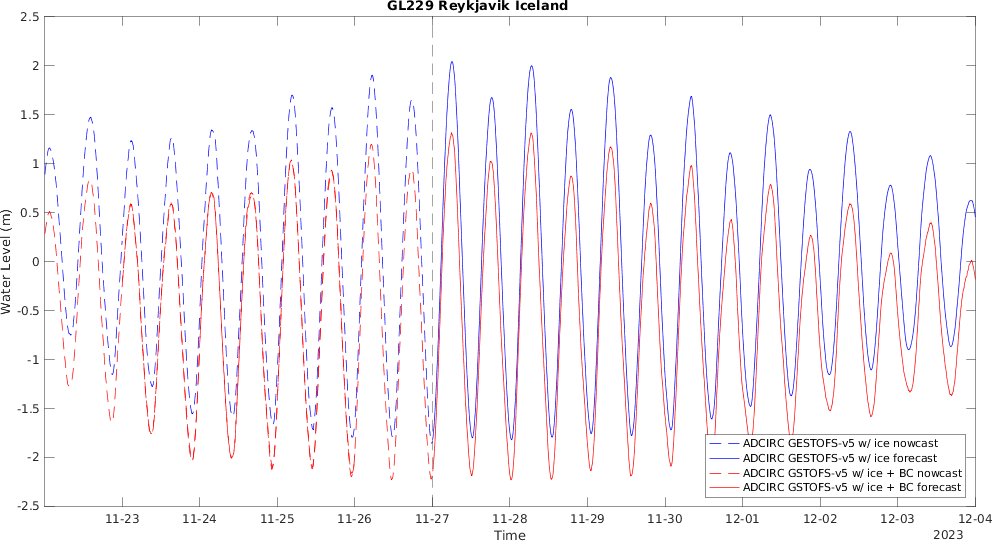 GL229 Reykjavik Iceland
2.5
2
1.5
1
0.5
0
-0.5
-1
-1.5
-2
-2.5
Water Level (m)
ADCIRC GESTOFS-v5 w/ ice nowcast
ADCIRC GESTOFS-v5 w/ ice forecast
ADCIRC GSTOFS-v5 w/ ice + BC nowcast
ADCIRC GSTOFS-v5 w/ ice + BC forecast
11-23 11-24 11-25 11-26 11-27 11-28 11-29 11-30 12-01 12-02 12-03 12-04
Time
2023